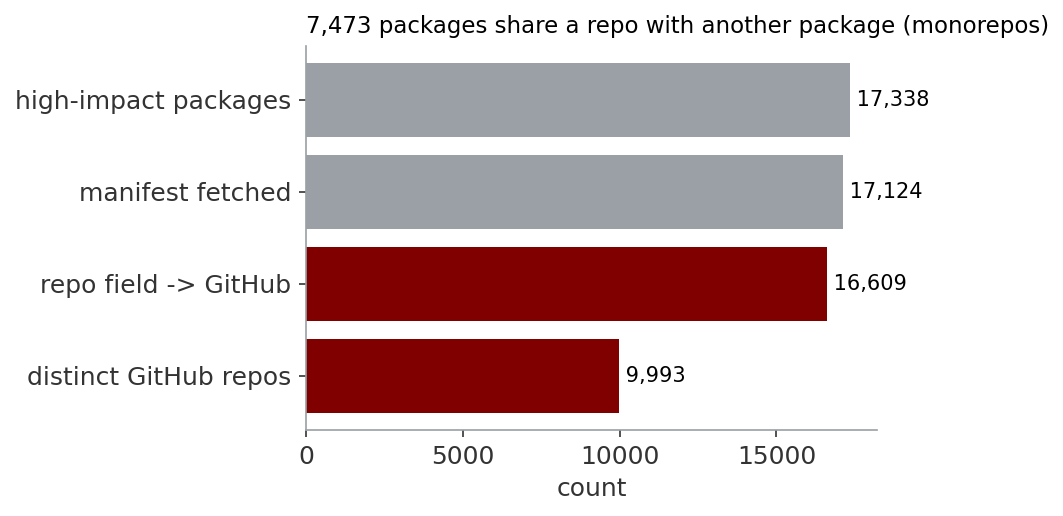 7,473 packages share a repo with another package (monorepos)
high-impact packages 17,338
manifest fetched 17,124
repo field -> GitHub 16,609
distinct GitHub repos 9,993
0 5000 10000 15000
count